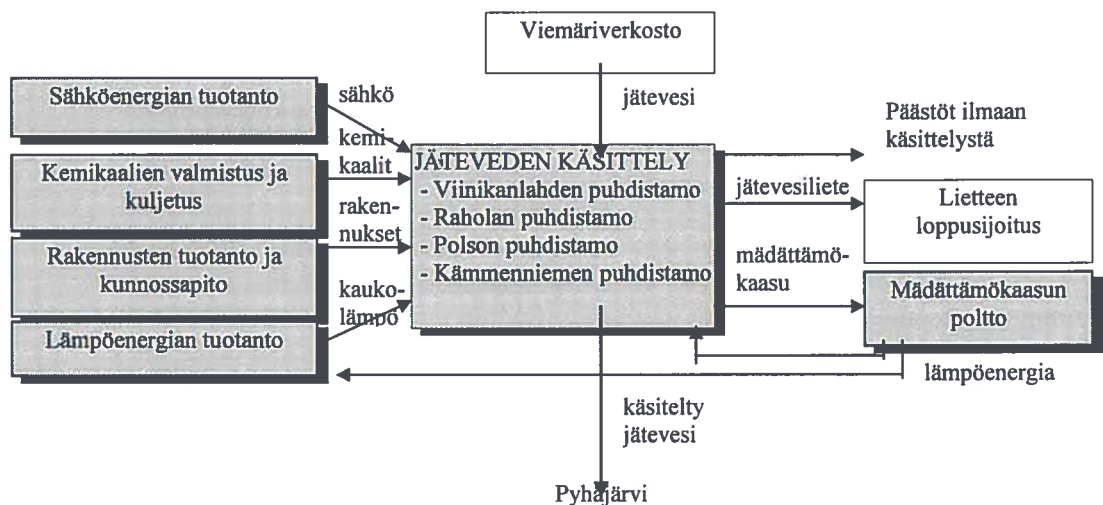 Viemäriverkosto
jätevesi
Sähköenergian tuotanto
sähkö
Kemikaalien valmistus ja
kuljetus
kemi-
kaalit
Rakennusten tuotanto ja
kunnossapito
raken-
nukset
Lämpöenergian tuotanto
kauko-
lämpö
JÄTEVEDEN KÄSITTELY
- Viinikanlahden puhdistamo
- Raholan puhdistamo
- Polson puhdistamo
- Kämmenniemen puhdistamo
Päästöt ilmaan
käsittelystä
jätevesiliete
Lietteen
loppusijoitus
mädättämö-
kaasu
Mädättämökaasun
poltto
lämpöenergia
käsitelty
jätevesi
Pyhäjärvi